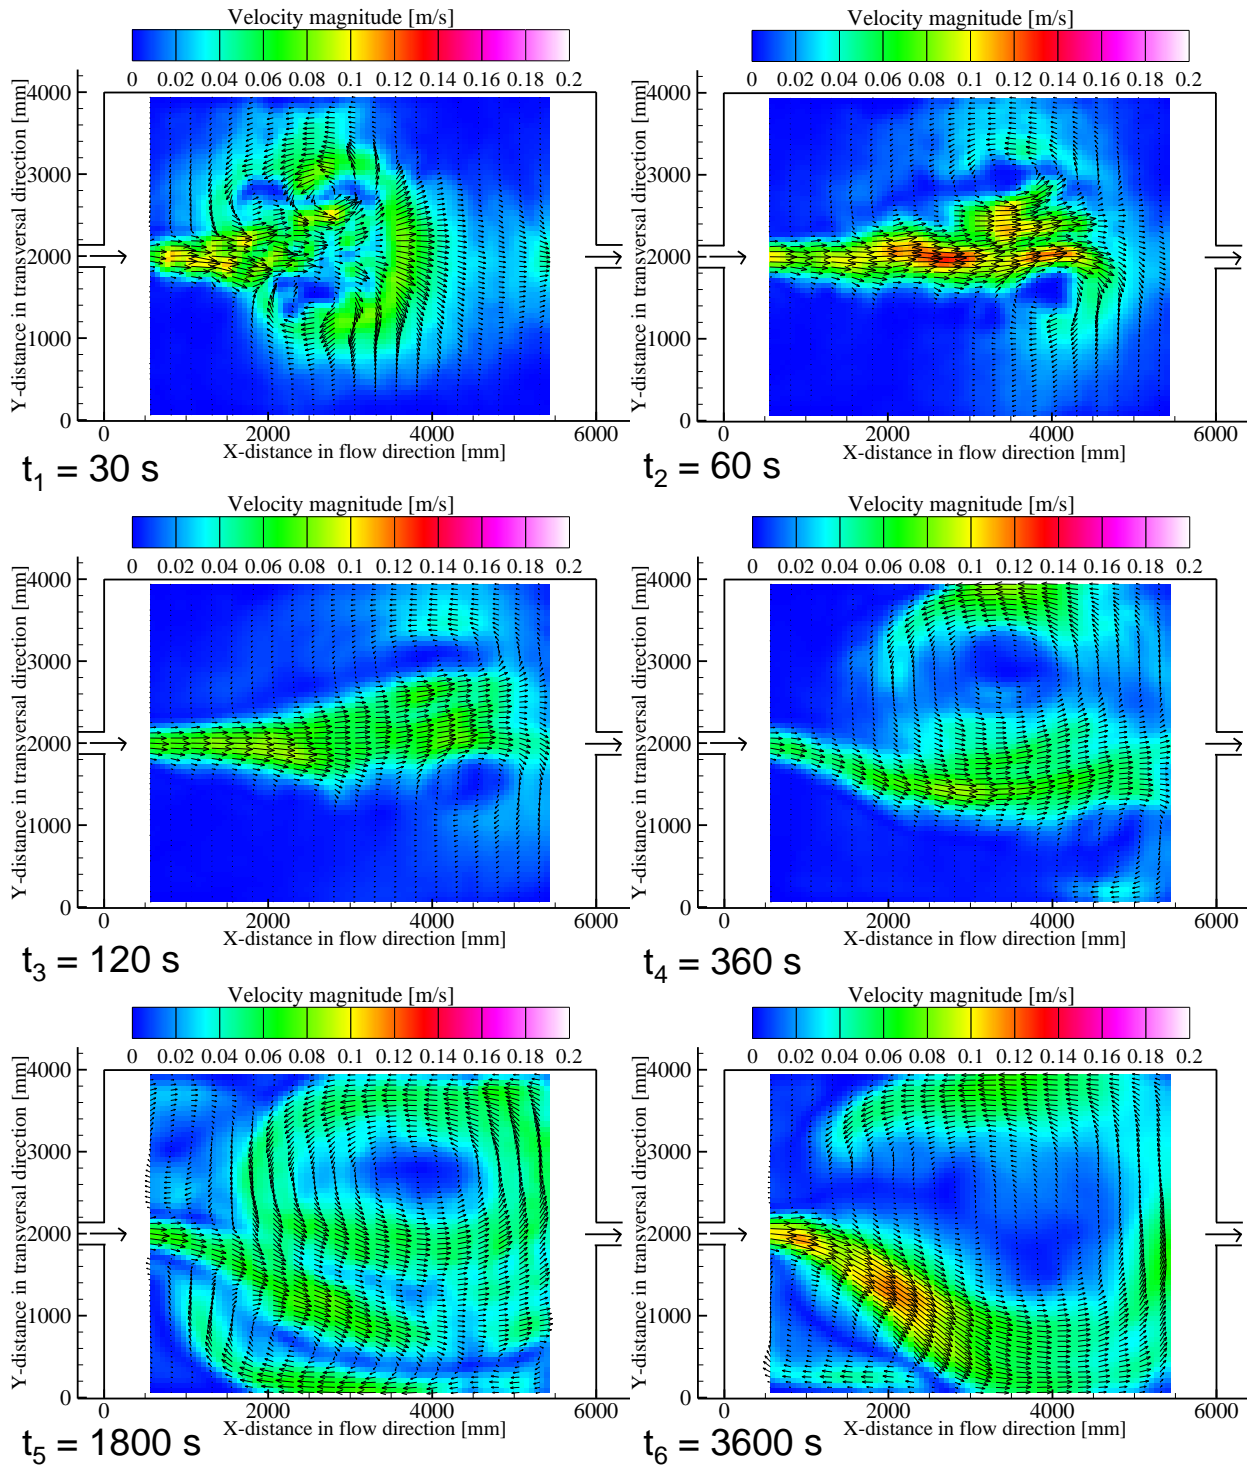 Velocity magnitude [m/s]
0 0.02 0.04 0.06 0.08 0.1 0.12 0.14 0.16 0.18 0.2
Y-distance in transversal direction [mm]
4000
3000
2000
1000
0
0 2000 4000 6000
X-distance in flow direction [mm]
t1 = 30 s
Velocity magnitude [m/s]
0 0.02 0.04 0.06 0.08 0.1 0.12 0.14 0.16 0.18 0.2
Y-distance in transversal direction [mm]
4000
3000
2000
1000
0
0 2000 4000 6000
X-distance in flow direction [mm]
t2 = 60 s
Velocity magnitude [m/s]
0 0.02 0.04 0.06 0.08 0.1 0.12 0.14 0.16 0.18 0.2
Y-distance in transversal direction [mm]
4000
3000
2000
1000
0
0 2000 4000 6000
X-distance in flow direction [mm]
t3 = 120 s
Velocity magnitude [m/s]
0 0.02 0.04 0.06 0.08 0.1 0.12 0.14 0.16 0.18 0.2
Y-distance in transversal direction [mm]
4000
3000
2000
1000
0
0 2000 4000 6000
X-distance in flow direction [mm]
t4 = 360 s
Velocity magnitude [m/s]
0 0.02 0.04 0.06 0.08 0.1 0.12 0.14 0.16 0.18 0.2
Y-distance in transversal direction [mm]
4000
3000
2000
1000
0
0 2000 4000 6000
X-distance in flow direction [mm]
t5 = 1800 s
Velocity magnitude [m/s]
0 0.02 0.04 0.06 0.08 0.1 0.12 0.14 0.16 0.18 0.2
Y-distance in transversal direction [mm]
4000
3000
2000
1000
0
0 2000 4000 6000
X-distance in flow direction [mm]
t6 = 3600 s